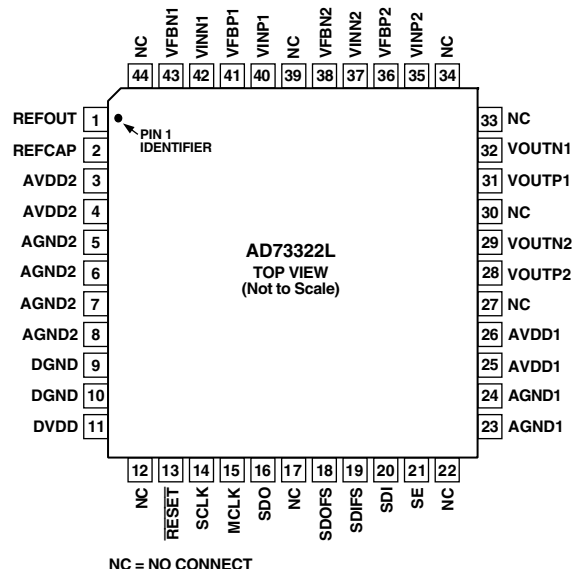 NC VFBN1 VINN1 VFBP1 VINP1 NC VFBN2 VINN2 VFBP2 VINP2 NC
44 43 42 41 40 39 38 37 36 35 34
REFOUT 1
REFCAP 2
AVDD2 3
AVDD2 4
AGND2 5
AGND2 6
AGND2 7
AGND2 8
DGND 9
DGND 10
DVDD 11
PIN 1
IDENTIFIER
AD73322L
TOP VIEW
(Not to Scale)
33 NC
32 VOUTN1
31 VOUTP1
30 NC
29 VOUTN2
28 VOUTP2
27 NC
26 AVDD1
25 AVDD1
24 AGND1
23 AGND1
12 13 14 15 16 17 18 19 20 21 22
NC RESET SCLK MCLK SDO NC SDOFS SDIFS SDI SE NC
NC = NO CONNECT